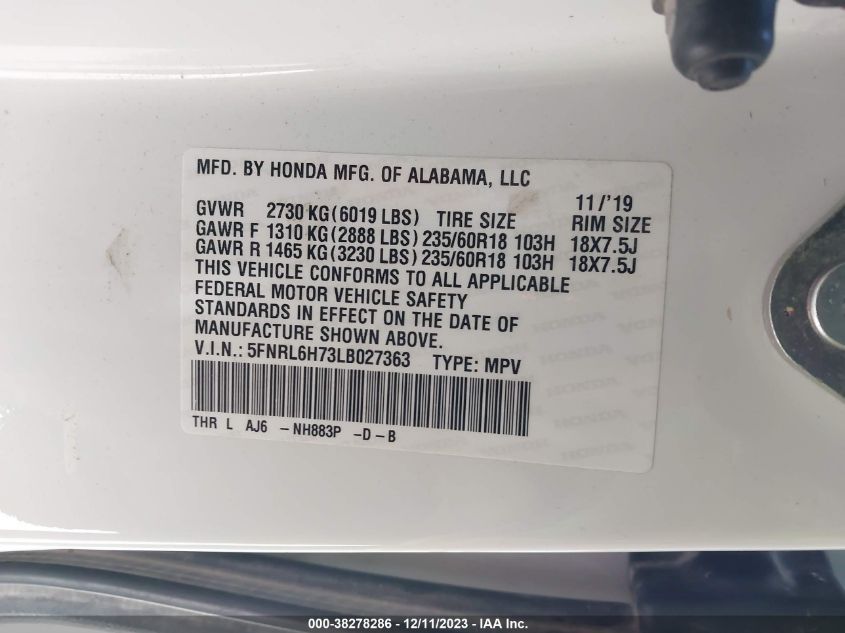 MFD. BY HONDA MFG. OF ALABAMA, LLC
11/'19
GVWR 2730 KG(6019 LBS) TIRE SIZE RIM SIZE
GAWR F 1310 KG(2888 LBS) 235/60R18 103H 18X7.5J
GAWR R 1465 KG(3230 LBS) 235/60R18 103H 18X7.5J
THIS VEHICLE CONFORMS TO ALL APPLICABLE
FEDERAL MOTOR VEHICLE SAFETY
STANDARDS IN EFFECT ON THE DATE OF
MANUFACTURE SHOWN ABOVE.
V.I.N.: 5FNRL6H73LB027363 TYPE: MPV
THR L AJ6 -NH883P -D-B
000-38278286 - 12/11/2023 - IAA Inc.